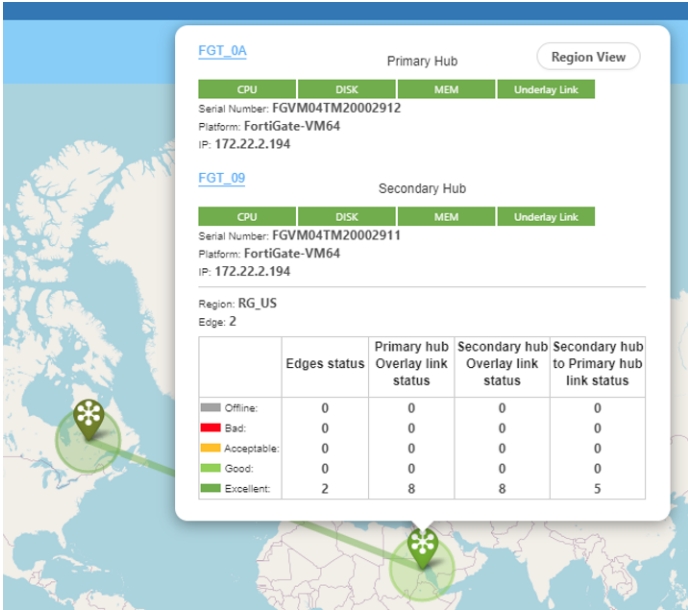 FGT_0A
Primary Hub
Region View
CPU DISK MEM Underlay Link
Serial Number: FGVM04TM20002912
Platform: FortiGate-VM64
IP: 172.22.2.194
FGT_09
Secondary Hub
CPU DISK MEM Underlay Link
Serial Number: FGVM04TM20002911
Platform: FortiGate-VM64
IP: 172.22.2.194
Region: RG_US
Edge: 2
Edges status
Primary hub
Overlay link
status
Secondary hub
Overlay link
status
Secondary hub
to Primary hub
link status
Offline: 0 0 0 0
Bad: 0 0 0 0
Acceptable: 0 0 0 0
Good: 0 0 0 0
Excellent: 2 8 8 5